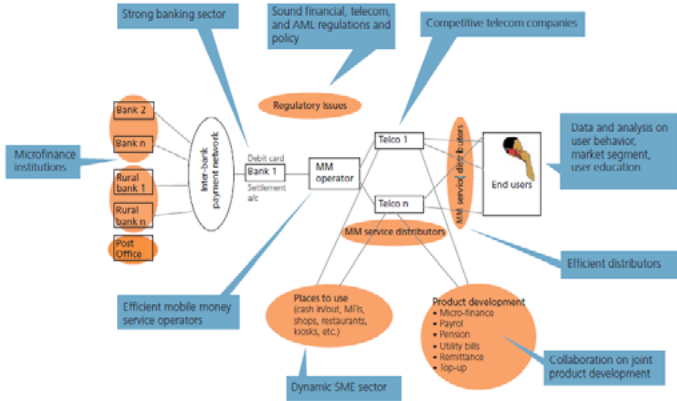 Strong banking sector
Sound financial, telecom,
and AML regulations and
policy
Competitive telecom companies
Regulatory Issues
Bank 2
Bank n
Microfinance
institutions
Rural
bank 1
Rural
bank n
Post
Office
Inter-bank
payment network
Debit card
Bank 1
Settlement
a/c
MM
operator
Telco 1
Telco n
MM service distributors
MM service distributors
End users
Data and analysis on
user behavior,
market segment,
user education
Efficient distributors
Efficient mobile money
service operators
Places to use
(cash in/out, MFIs,
shops, restaurants,
kiosks, etc.)
Dynamic SME sector
Product development
• Micro-finance
• Payrol
• Pension
• Utility bills
• Remittance
• Top-up
Collaboration on joint
product development